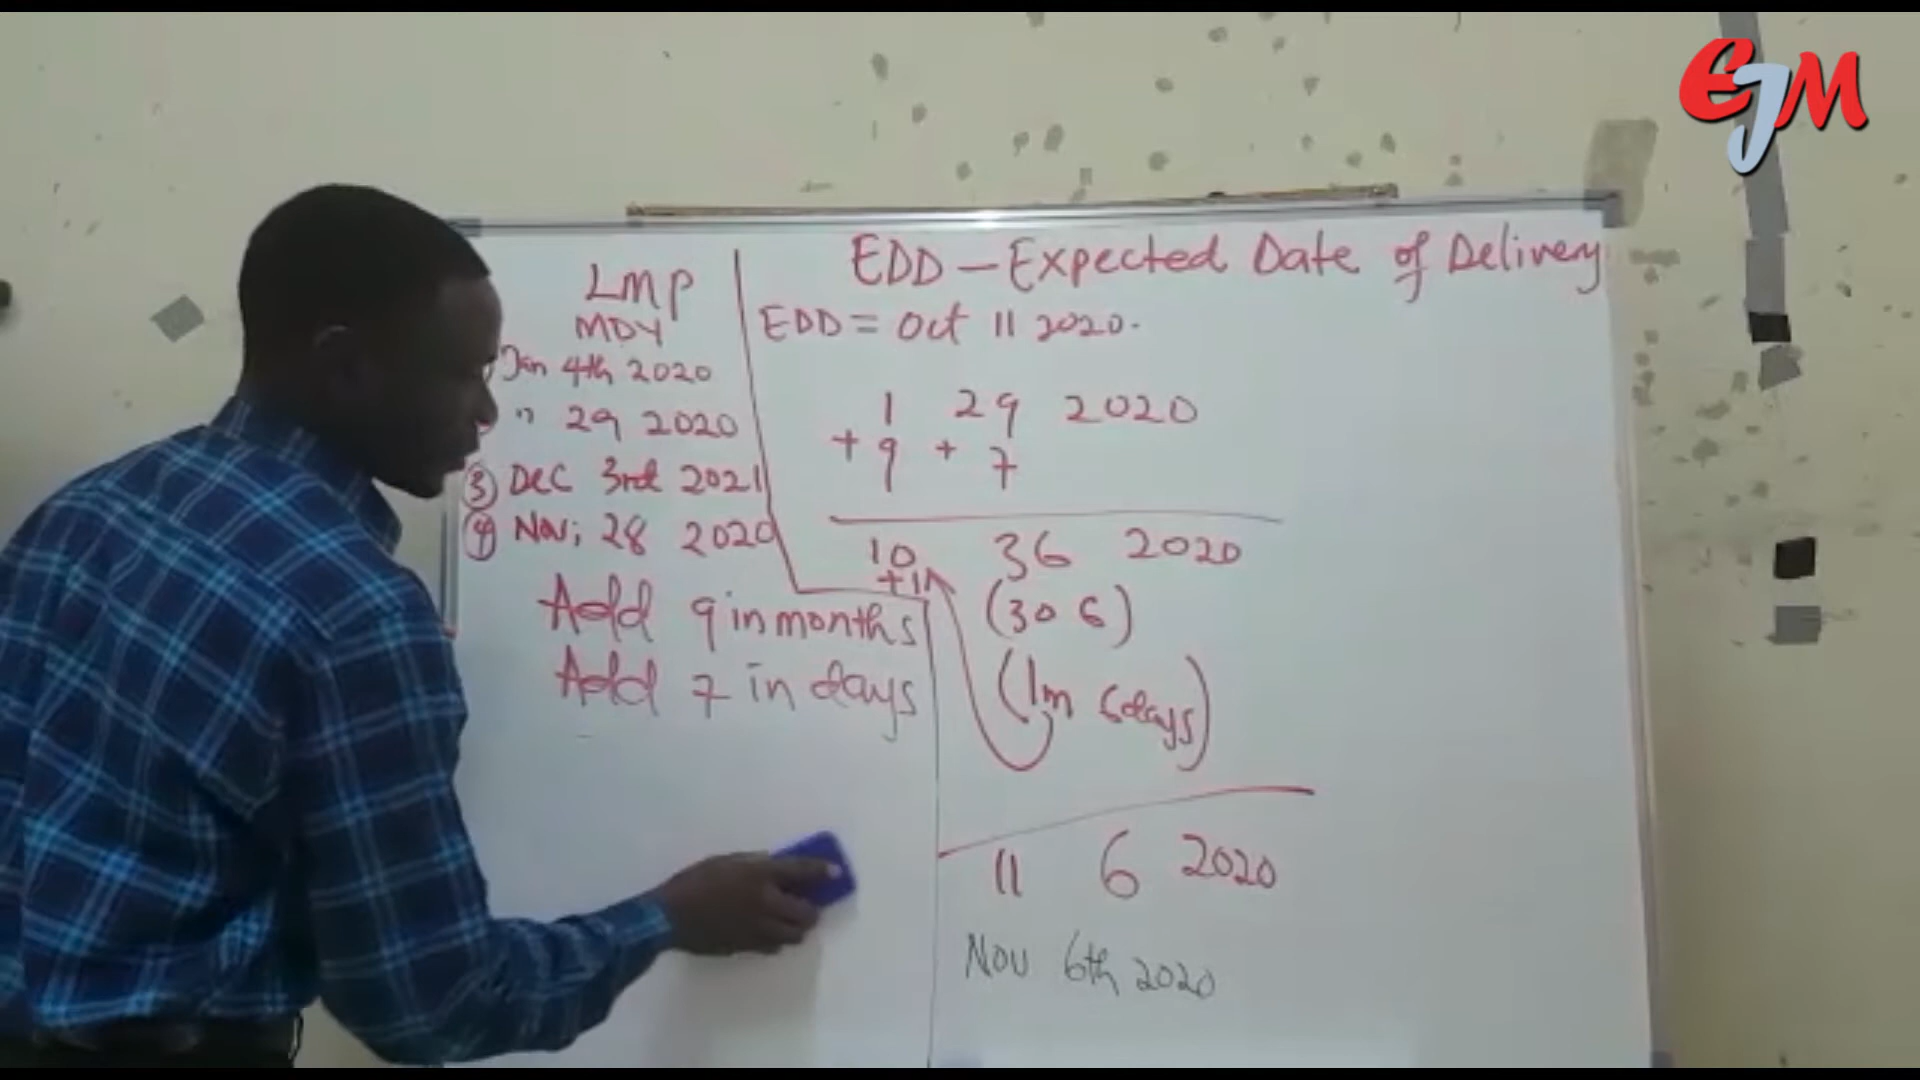 EJM
LMP
MDY
Jan 4th 2020
" 29 2020
③ Dec 3rd 2021
④ Nov; 28 2020
Add 9 in months
Add 7 in days
EDD - Expected Date of Delivery
EDD = Oct 11 2020.
1 29 2020
+ 9 + 7
10 36 2020
+1 (30 6)
(1m 6days)
11 6 2020
Nov 6th 2020